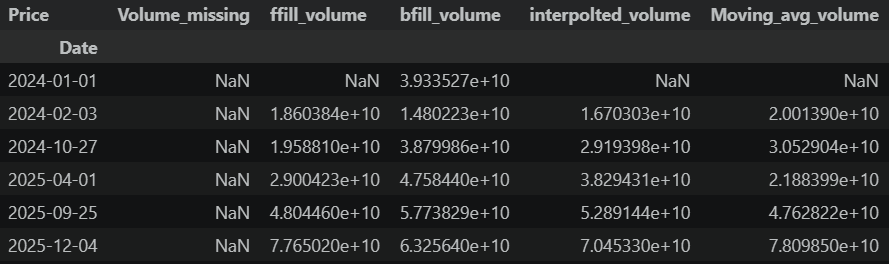 Price Volume_missing ffill_volume bfill_volume interpolted_volume Moving_avg_volume
Date
2024-01-01 NaN NaN 3.933527e+10 NaN NaN
2024-02-03 NaN 1.860384e+10 1.480223e+10 1.670303e+10 2.001390e+10
2024-10-27 NaN 1.958810e+10 3.879986e+10 2.919398e+10 3.052904e+10
2025-04-01 NaN 2.900423e+10 4.758440e+10 3.829431e+10 2.188399e+10
2025-09-25 NaN 4.804460e+10 5.773829e+10 5.289144e+10 4.762822e+10
2025-12-04 NaN 7.765020e+10 6.325640e+10 7.045330e+10 7.809850e+10